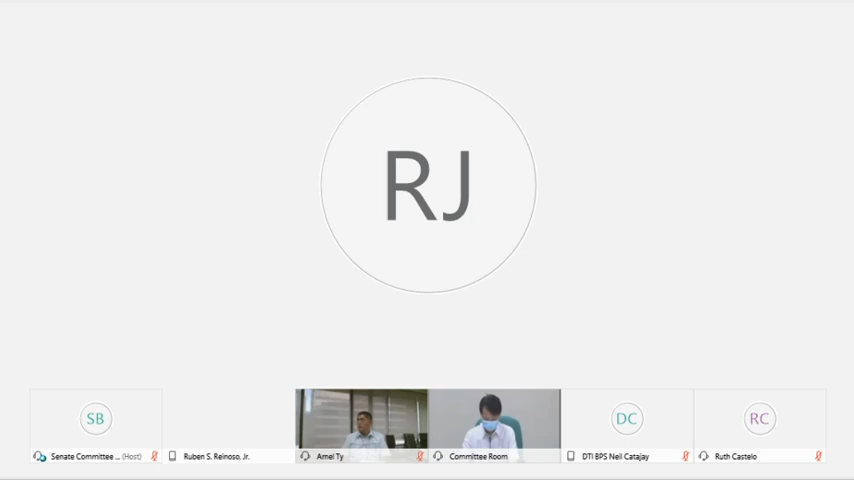 RJ
SB
DC
RC
Senate Committee ... (Host)
Ruben S. Reinoso, Jr.
Arnel Ty
Committee Room
DTI BPS Neil Catajay
Ruth Castelo